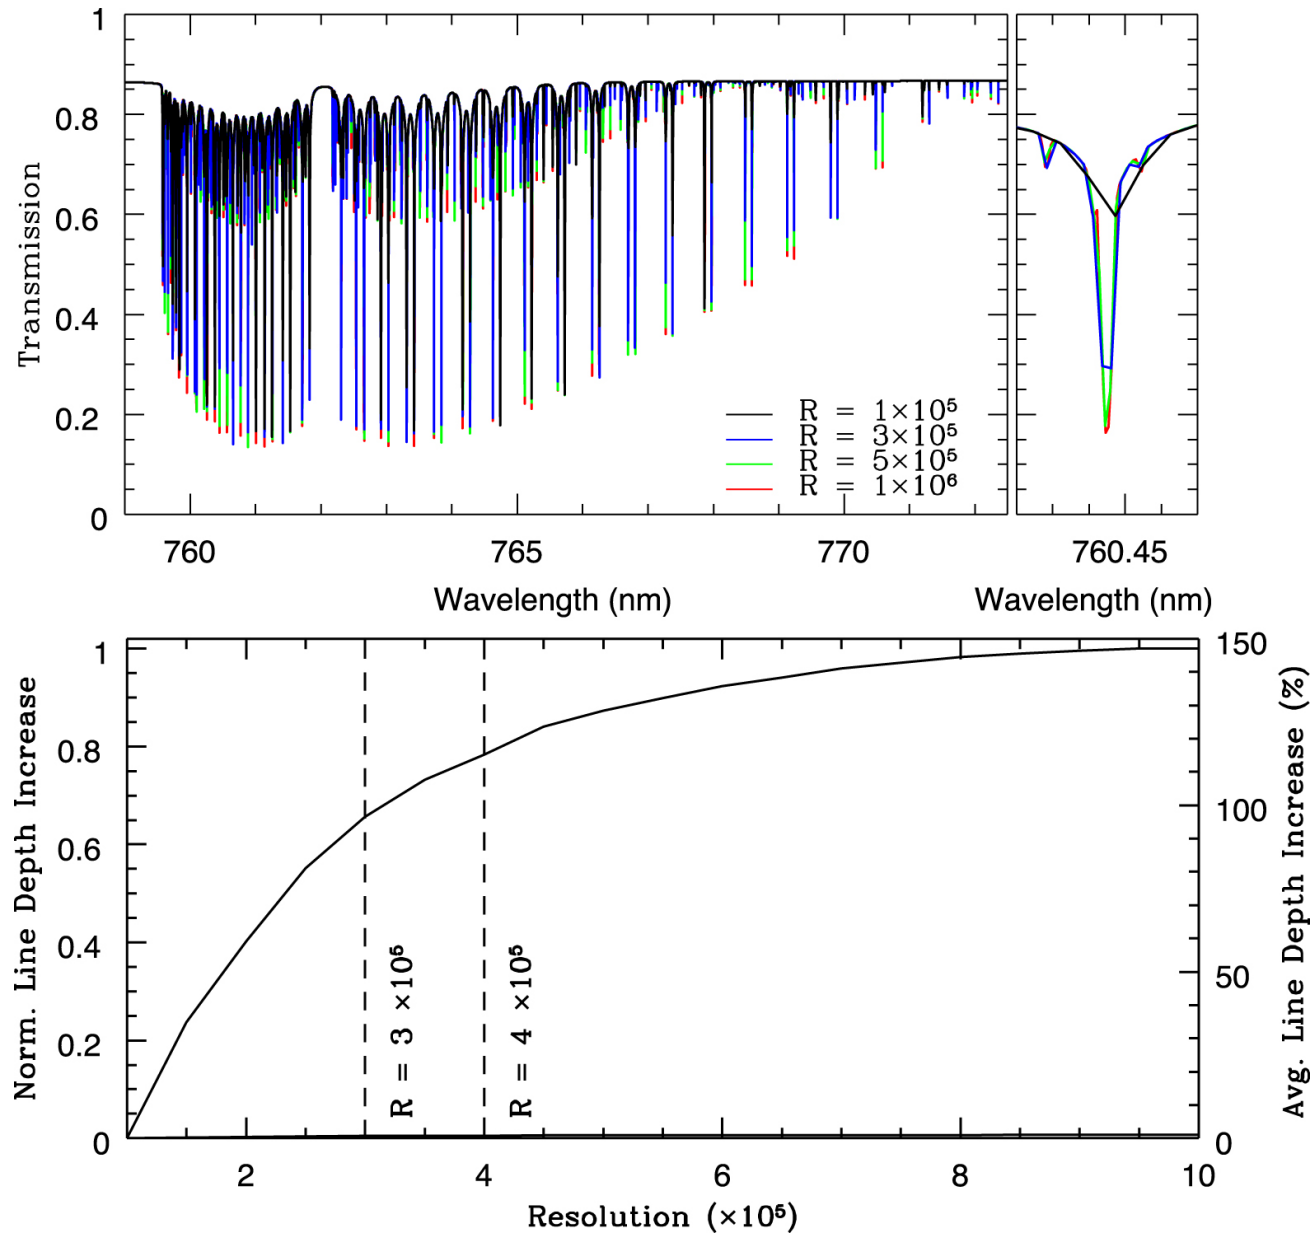 1
0.8
0.6
0.4
0.2
0
Transmission
R = 1×10⁵
R = 3×10⁵
R = 5×10⁵
R = 1×10⁶
760
765
770
760.45
Wavelength (nm)
Wavelength (nm)
1
0.8
0.6
0.4
0.2
0
Norm. Line Depth Increase
150
100
50
0
Avg. Line Depth Increase (%)
R = 3 ×10⁵
R = 4 ×10⁵
2
4
6
8
10
Resolution (×10⁵)